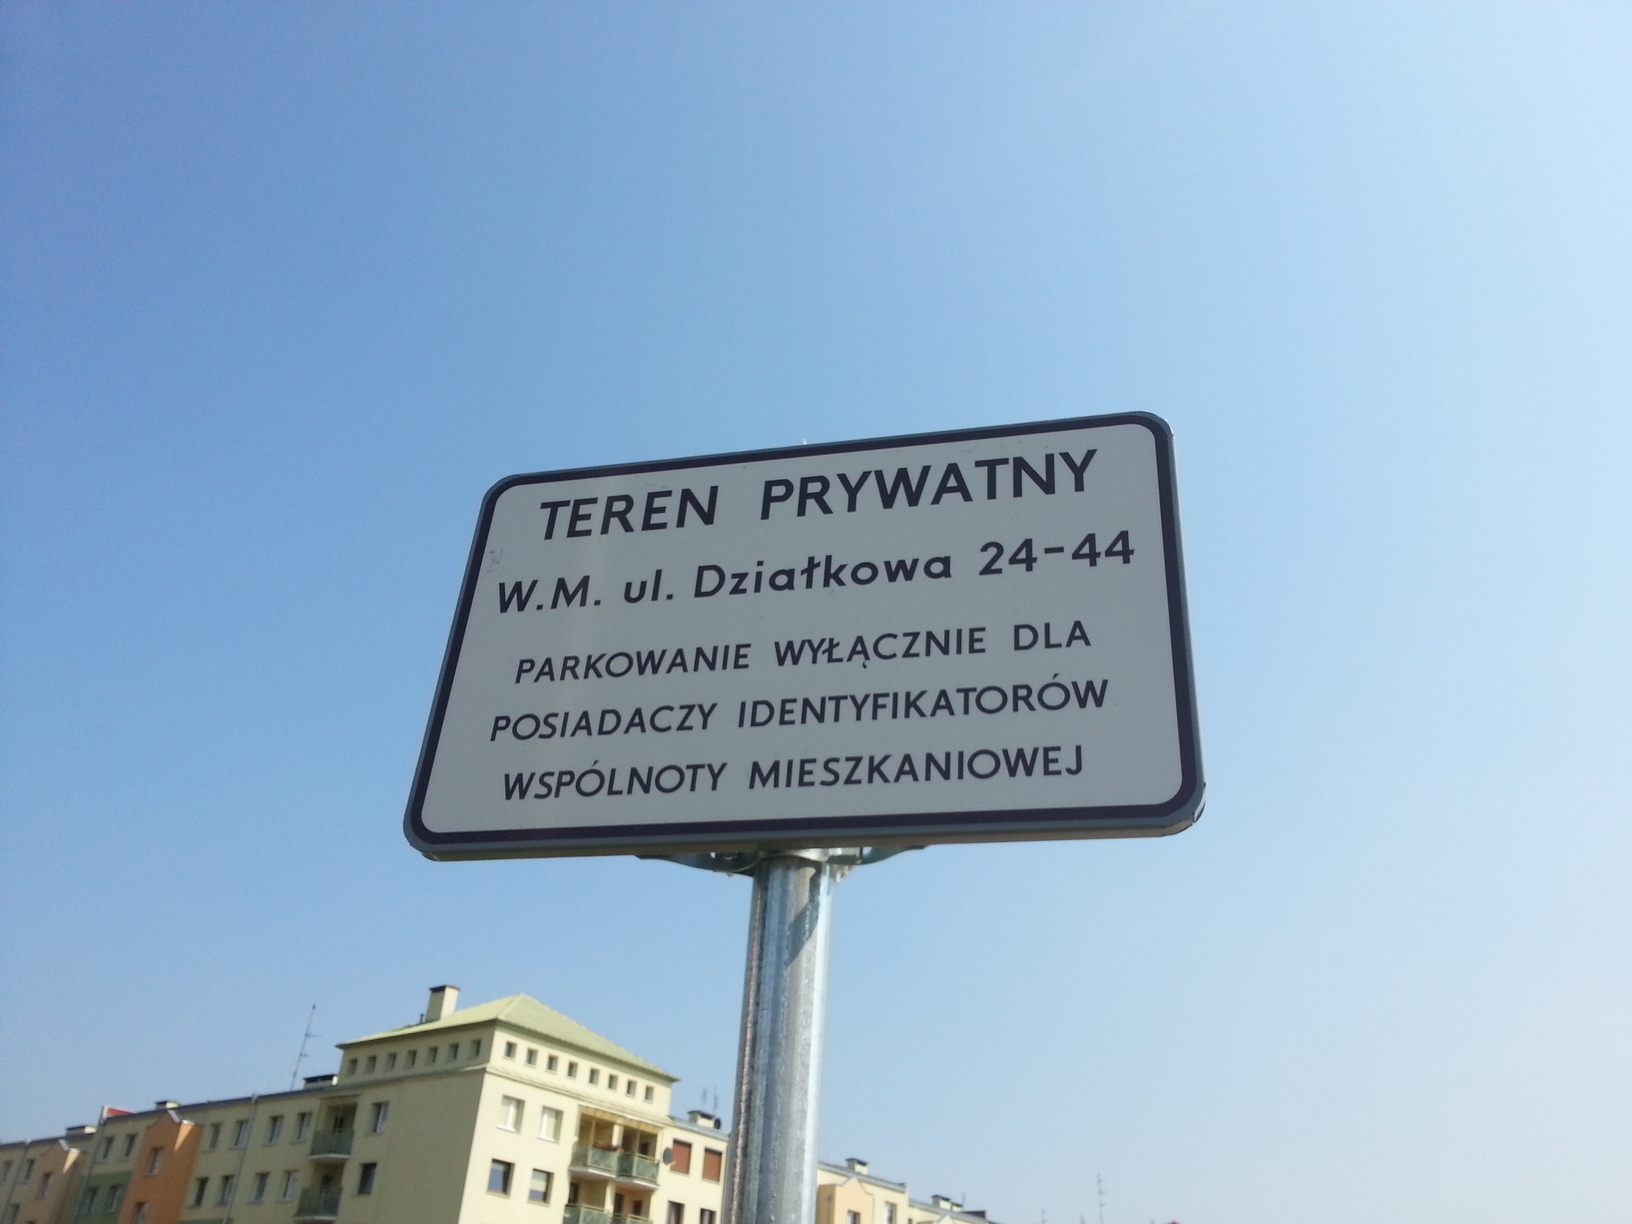 TEREN PRYWATNY
W.M. ul. Działkowa 24-44
PARKOWANIE WYŁĄCZNIE DLA
POSIADACZY IDENTYFIKATORÓW
WSPÓLNOTY MIESZKANIOWEJ